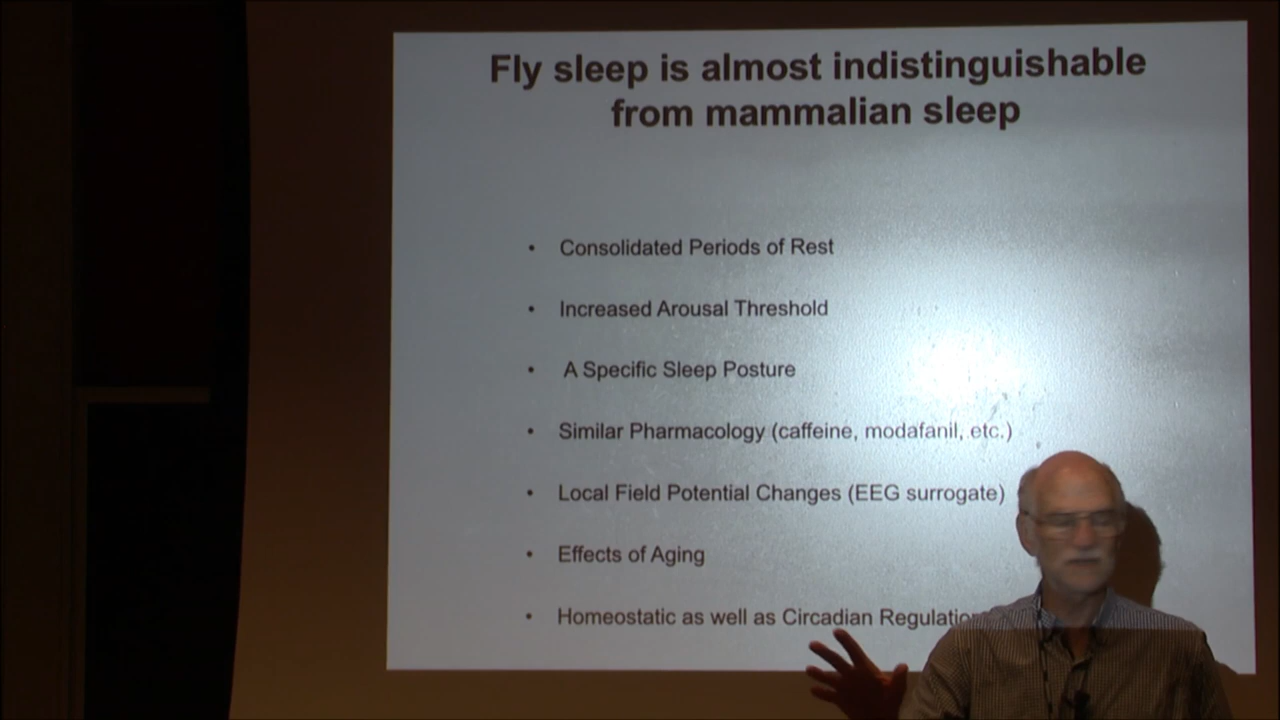 Fly sleep is almost indistinguishable
from mammalian sleep
• Consolidated Periods of Rest
• Increased Arousal Threshold
• A Specific Sleep Posture
• Similar Pharmacology (caffeine, modafanil, etc.)
• Local Field Potential Changes (EEG surrogate)
• Effects of Aging
• Homeostatic as well as Circadian Regulation